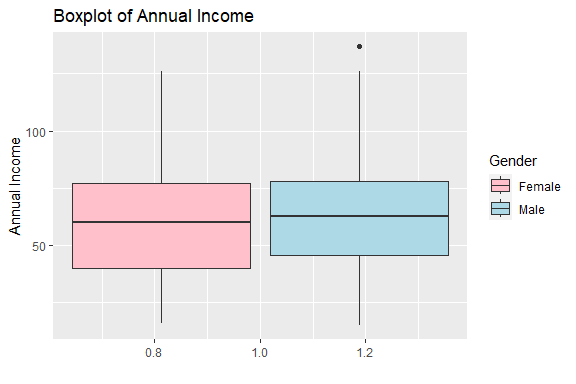 Boxplot of Annual Income
Annual Income
100
50
0.8
1.0
1.2
Gender
Female
Male